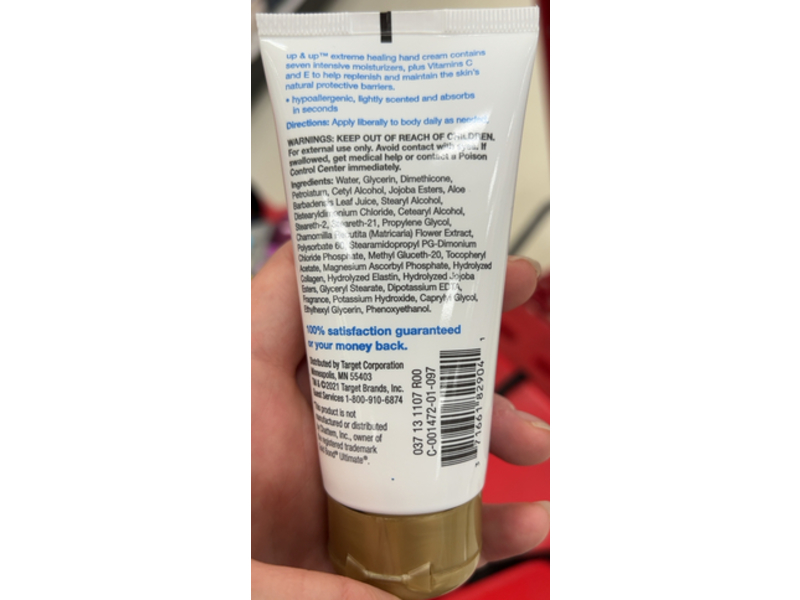 up & up™ extreme healing hand cream contains
seven intensive moisturizers, plus Vitamins C
and E to help replenish and maintain the skin's
natural protective barriers.
• hypoallergenic, lightly scented and absorbs
in seconds
Directions: Apply liberally to body daily as needed.
WARNINGS: KEEP OUT OF REACH OF CHILDREN.
For external use only. Avoid contact with eyes. If
swallowed, get medical help or contact a Poison
Control Center immediately.
Ingredients: Water, Glycerin, Dimethicone,
Petrolatum, Cetyl Alcohol, Jojoba Esters, Aloe
Barbadensis Leaf Juice, Stearyl Alcohol,
Distearyldimonium Chloride, Cetearyl Alcohol,
Steareth-2, Steareth-21, Propylene Glycol,
Chamomilla Recutita (Matricaria) Flower Extract,
Polysorbate 60, Stearamidopropyl PG-Dimonium
Chloride Phosphate, Methyl Gluceth-20, Tocopheryl
Acetate, Magnesium Ascorbyl Phosphate, Hydrolyzed
Collagen, Hydrolyzed Elastin, Hydrolyzed Jojoba
Esters, Glyceryl Stearate, Dipotassium EDTA,
Fragrance, Potassium Hydroxide, Caprylyl Glycol,
Ethylhexyl Glycerin, Phenoxyethanol.
100% satisfaction guaranteed
or your money back.
Distributed by Target Corporation
Minneapolis, MN 55403
TM & ©2021 Target Brands, Inc.
Guest Services 1-800-910-6874
This product is not
manufactured or distributed
Chattem, Inc., owner of
registered trademark
Bond® Ultimate®.
037 13 1107 R00
C-001472-01-097
71661 82904 1